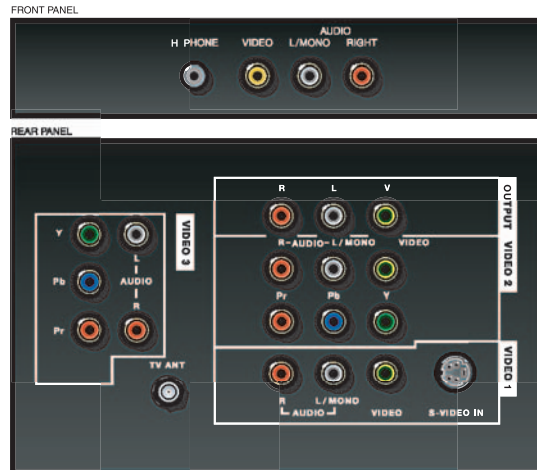 FRONT PANEL
AUDIO
H PHONE VIDEO L/MONO RIGHT
REAR PANEL
R L V
OUTPUT
R-AUDIO-L/MONO VIDEO
VIDEO 2
Pr Pb Y
VIDEO 3
Y
L
Pb AUDIO
R
Pr
TV ANT
VIDEO 1
R L/MONO
AUDIO VIDEO S-VIDEO IN